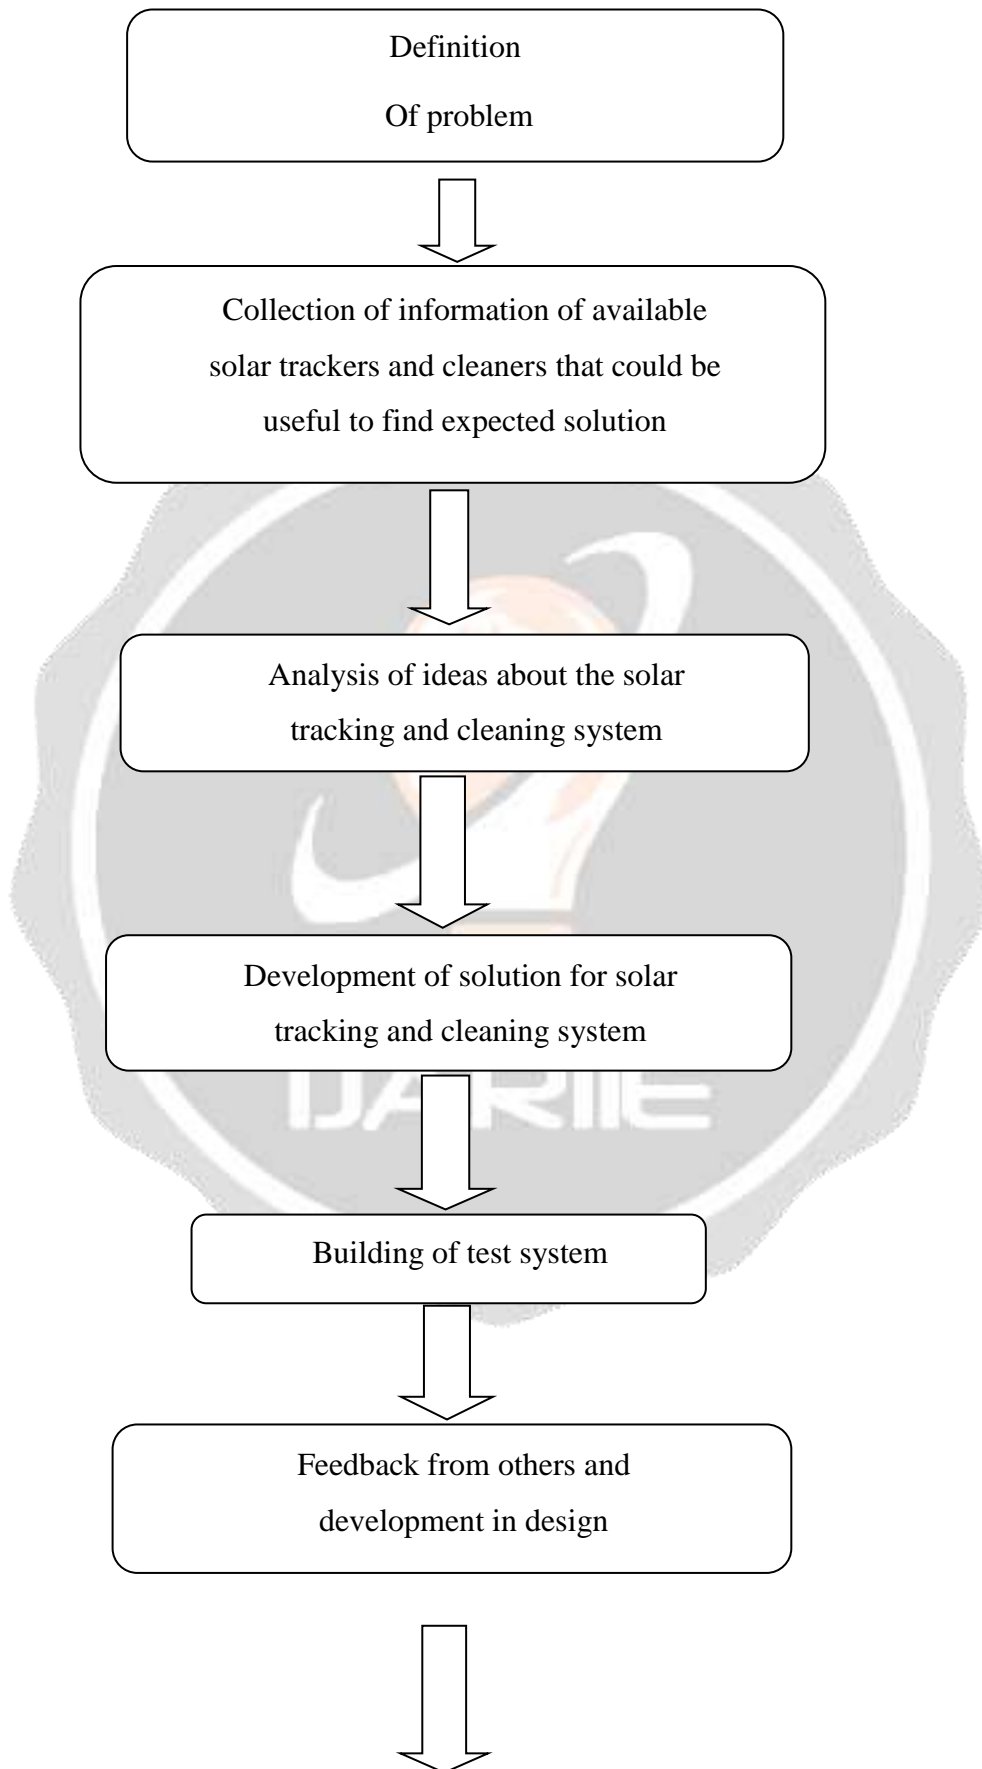 Definition
Of problem
Collection of information of available
solar trackers and cleaners that could be
useful to find expected solution
Analysis of ideas about the solar
tracking and cleaning system
Development of solution for solar
tracking and cleaning system
IJARIIE
Building of test system
Feedback from others and
development in design